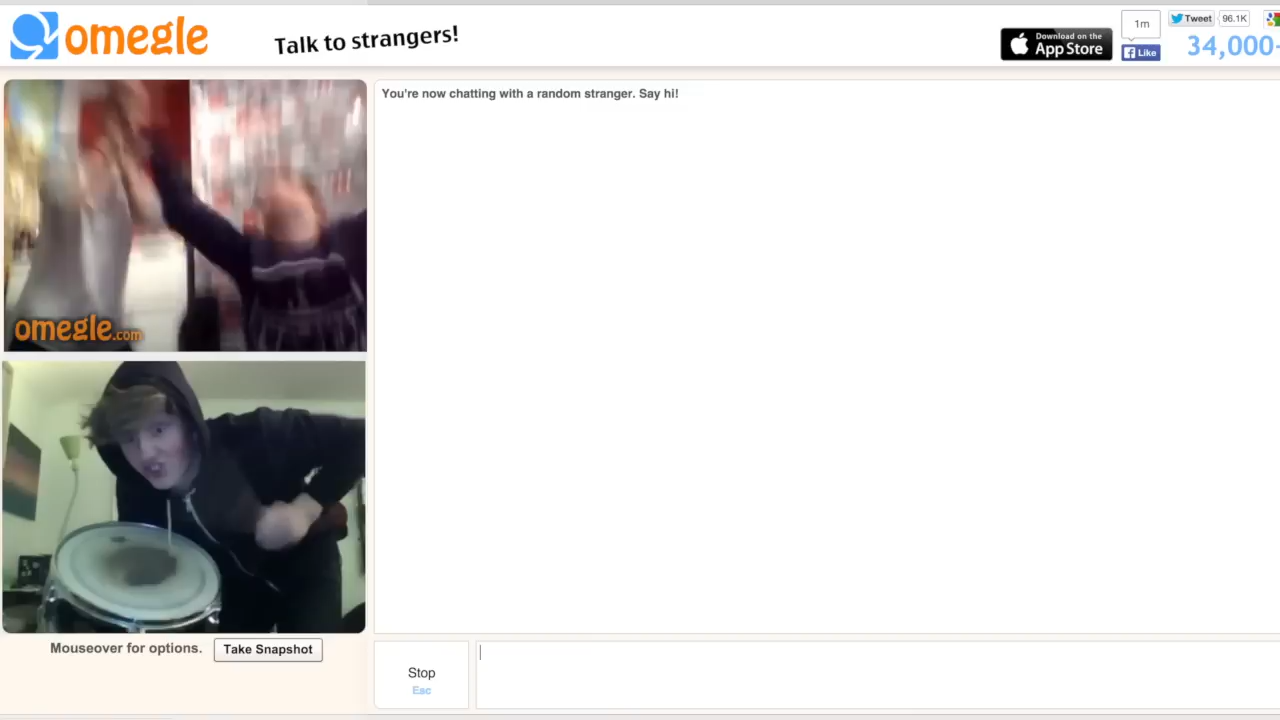 omegle
Talk to strangers!
Download on the
App Store
1m
Like
Tweet
96.1K
34,000
You're now chatting with a random stranger. Say hi!
omegle.com
Mouseover for options.
Take Snapshot
Stop
Esc